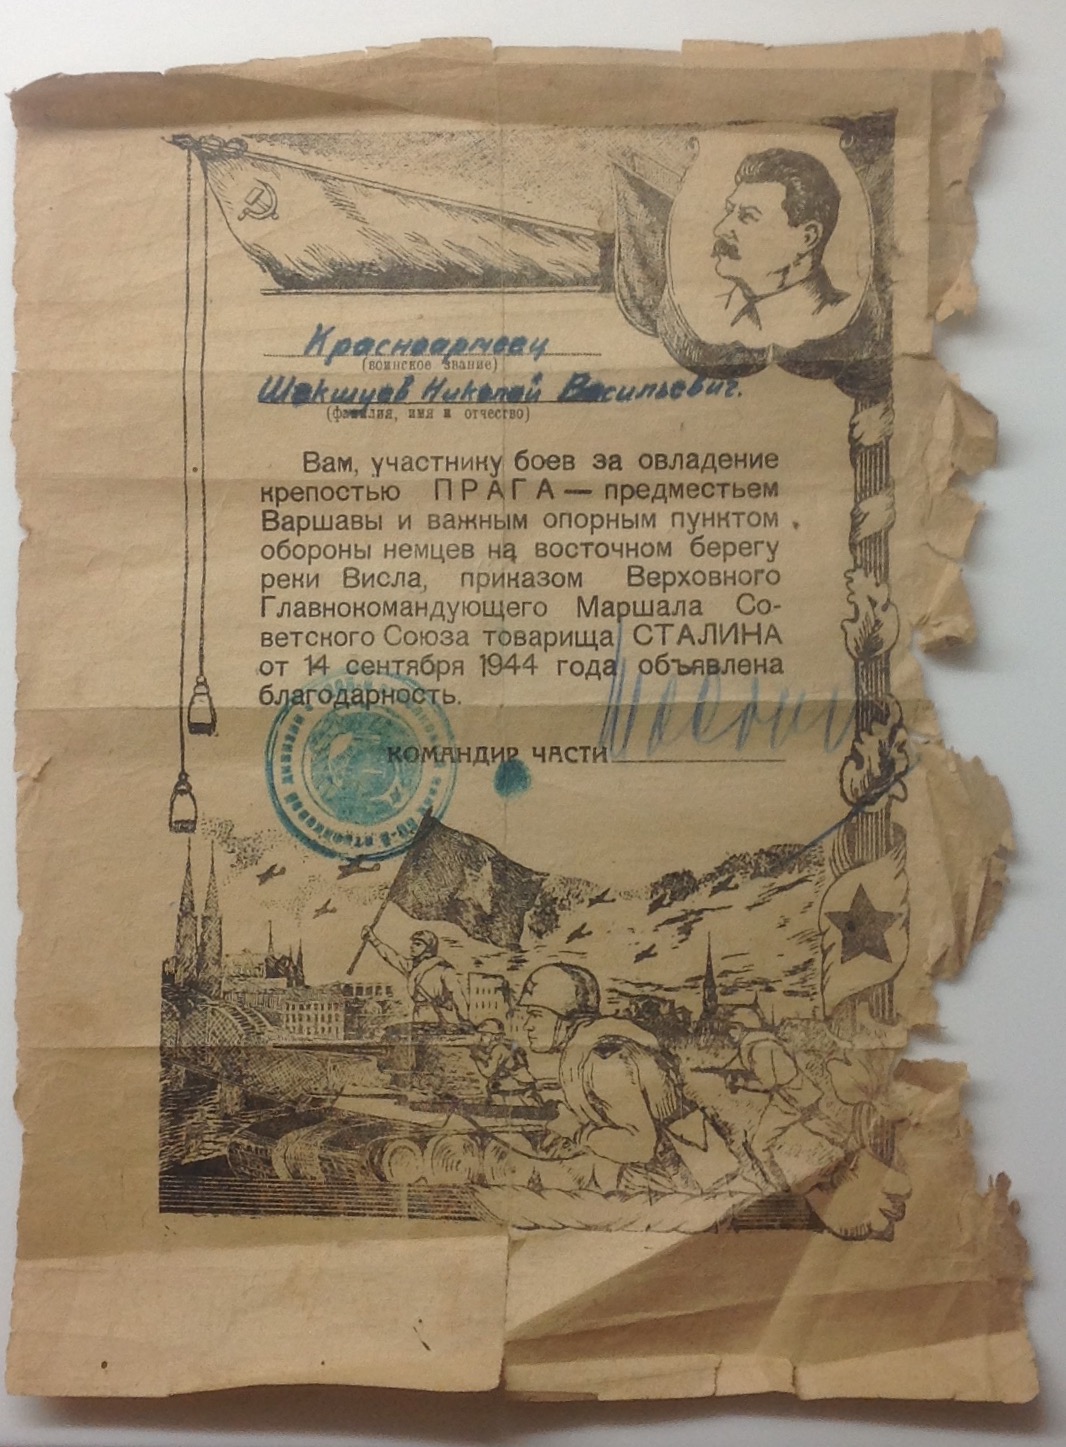 Красноармеец
(воинское звание)
Шакшуев Николай Васильевич.
(фамилия, имя и отчество)
Вам, участнику боев за овладение
крепостью ПРАГА — предместьем
Варшавы и важным опорным пунктом
обороны немцев на восточном берегу
реки Висла, приказом Верховного
Главнокомандующего Маршала Со-
ветского Союза товарища СТАЛИНА
от 14 сентября 1944 года объявлена
благодарность.
КОМАНДИР ЧАСТИ